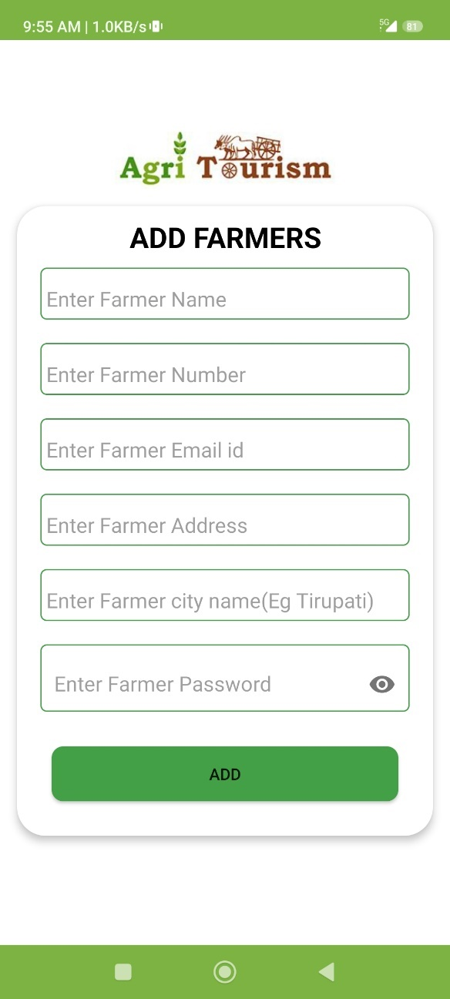 9:55 AM | 1.0KB/s
5G
81
Agri Tourism
ADD FARMERS
Enter Farmer Name
Enter Farmer Number
Enter Farmer Email id
Enter Farmer Address
Enter Farmer city name(Eg Tirupati)
Enter Farmer Password
ADD